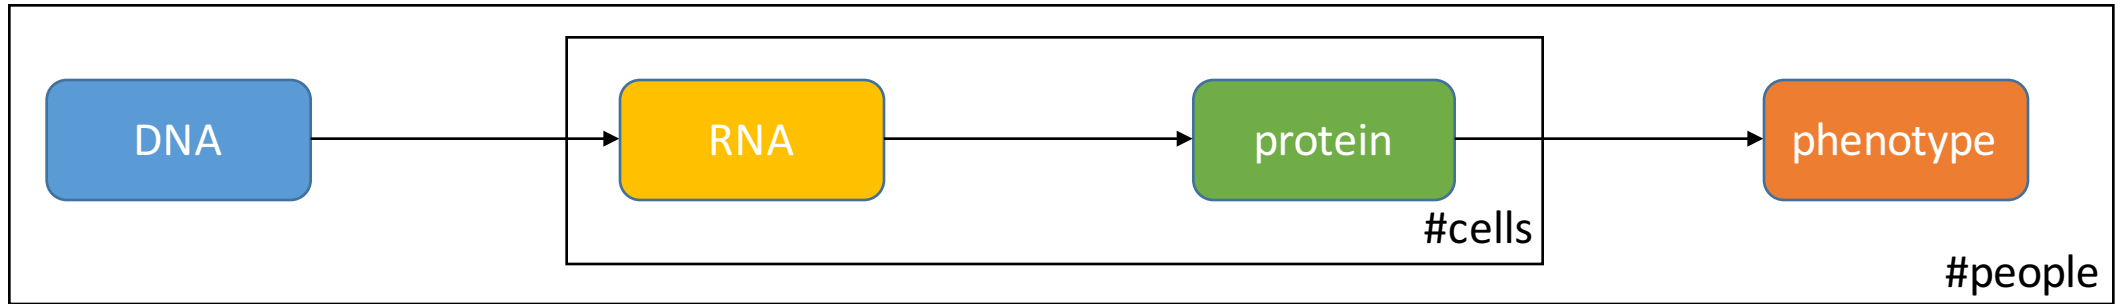 DNA
RNA
protein
phenotype
#cells
#people